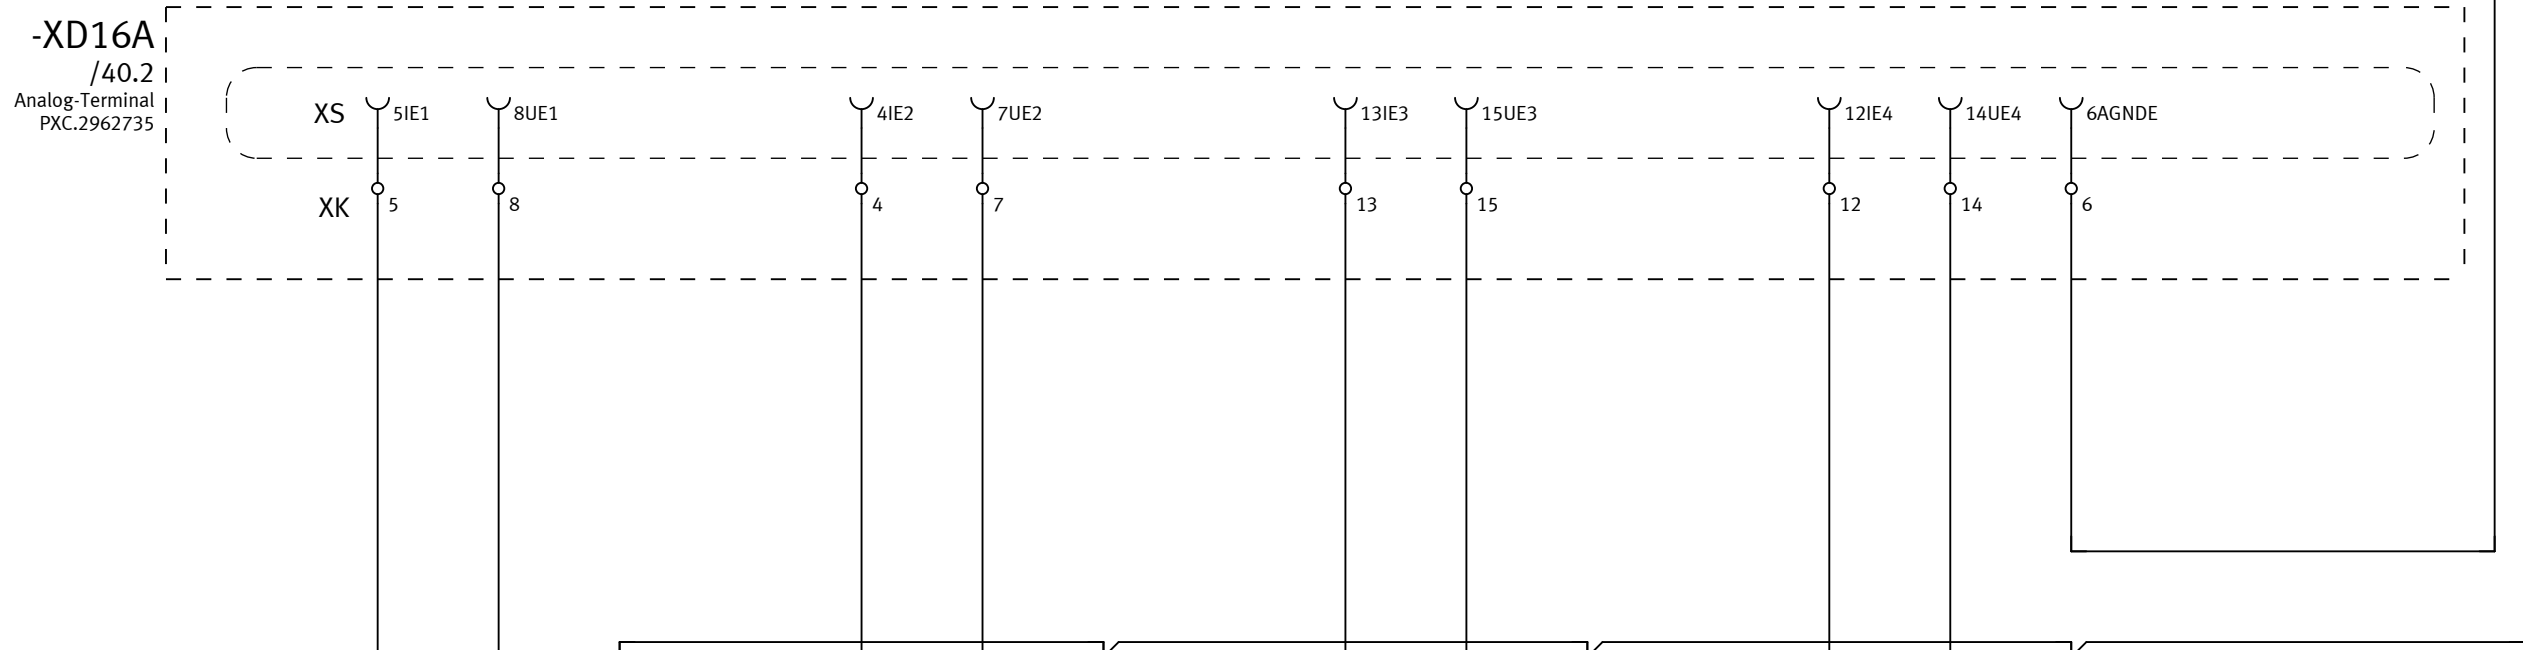 -XD16A
/40.2
Analog-Terminal
PXC.2962735
XS 5IE1 8UE1 4IE2 7UE2 13IE3 15UE3 12IE4 14UE4 6AGNDE
XK 5 8 4 7 13 15 12 14 6